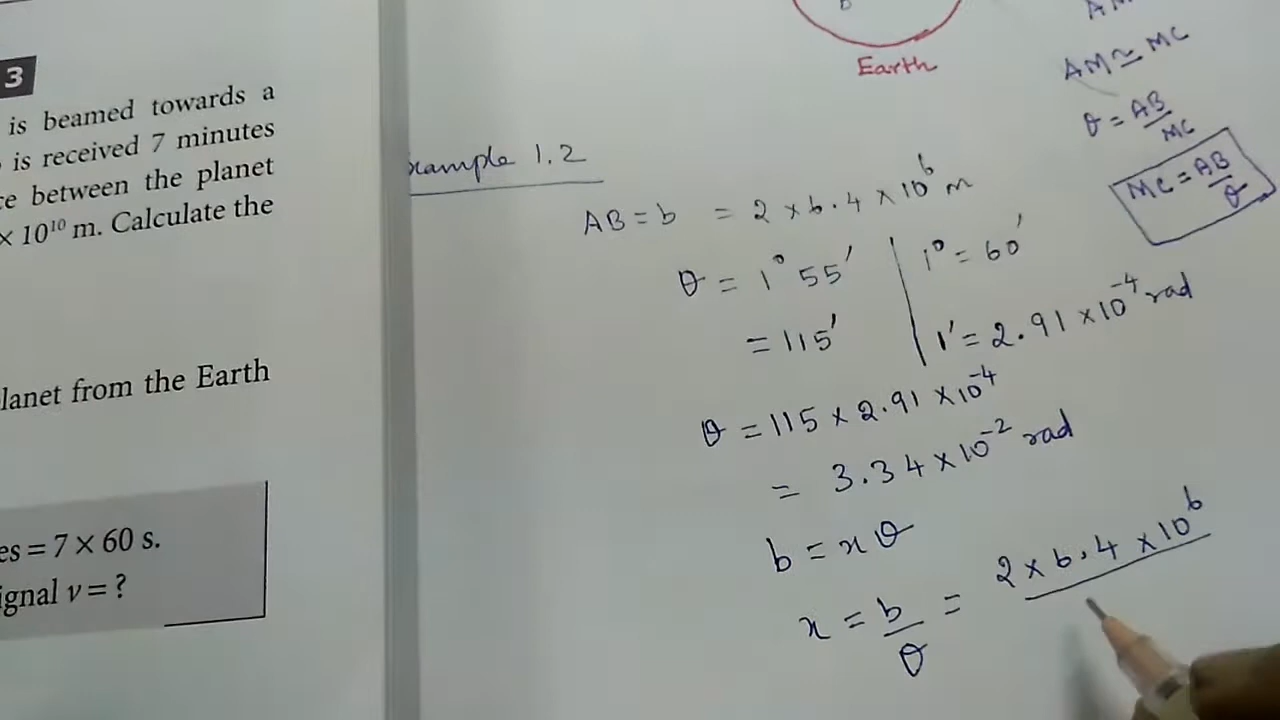 3
is beamed towards a
is received 7 minutes
between the planet
× 10¹⁰ m. Calculate the
planet from the Earth
= 7 × 60 s.
signal v = ?
Earth
AM
AM ≅ MC
θ = AB/MC
MC = AB/θ
xample 1.2
AB = b = 2 × 6.4 × 10⁶ m
θ = 1° 55′ | 1° = 60′
= 115′ | 1′ = 2.91 × 10⁻⁴ rad
θ = 115 × 2.91 × 10⁻⁴
= 3.34 × 10⁻² rad
b = xθ
x = b/θ = 2 × 6.4 × 10⁶